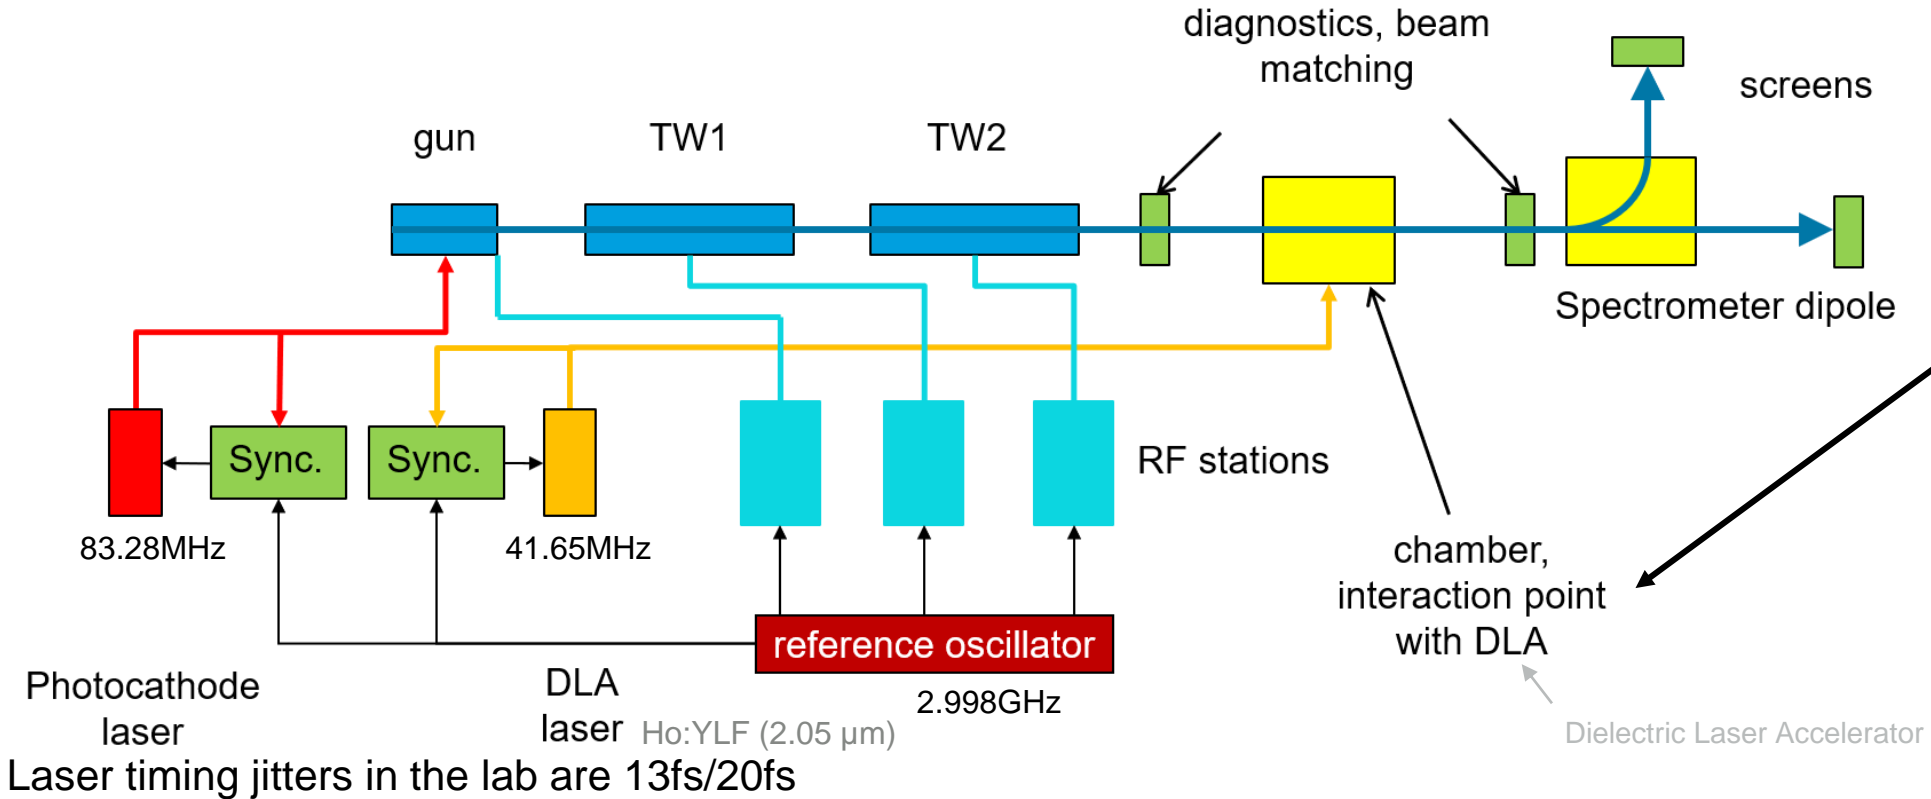 diagnostics, beam
matching
screens
gun
TW1
TW2
Spectrometer dipole
Sync.
Sync.
RF stations
83.28MHz
41.65MHz
chamber,
interaction point
with DLA
reference oscillator
2.998GHz
Photocathode
laser
DLA
laser
Ho:YLF (2.05 μm)
Dielectric Laser Accelerator
Laser timing jitters in the lab are 13fs/20fs